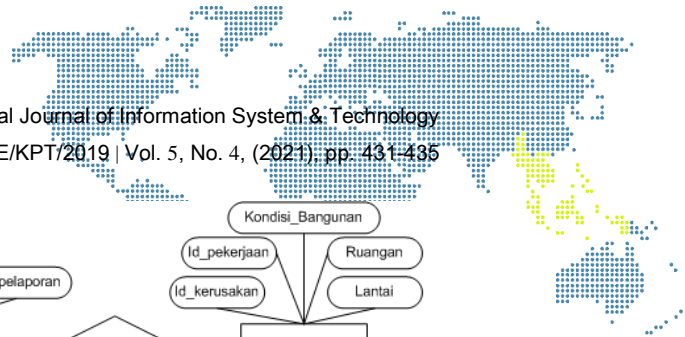 al Journal of Information System & Technology
E/KPT/2019 | Vol. 5, No. 4, (2021), pp. 431-435
Kondisi_Bangunan
Id_pekerjaan
Ruangan
pelaporan
Id_kerusakan
Lantai